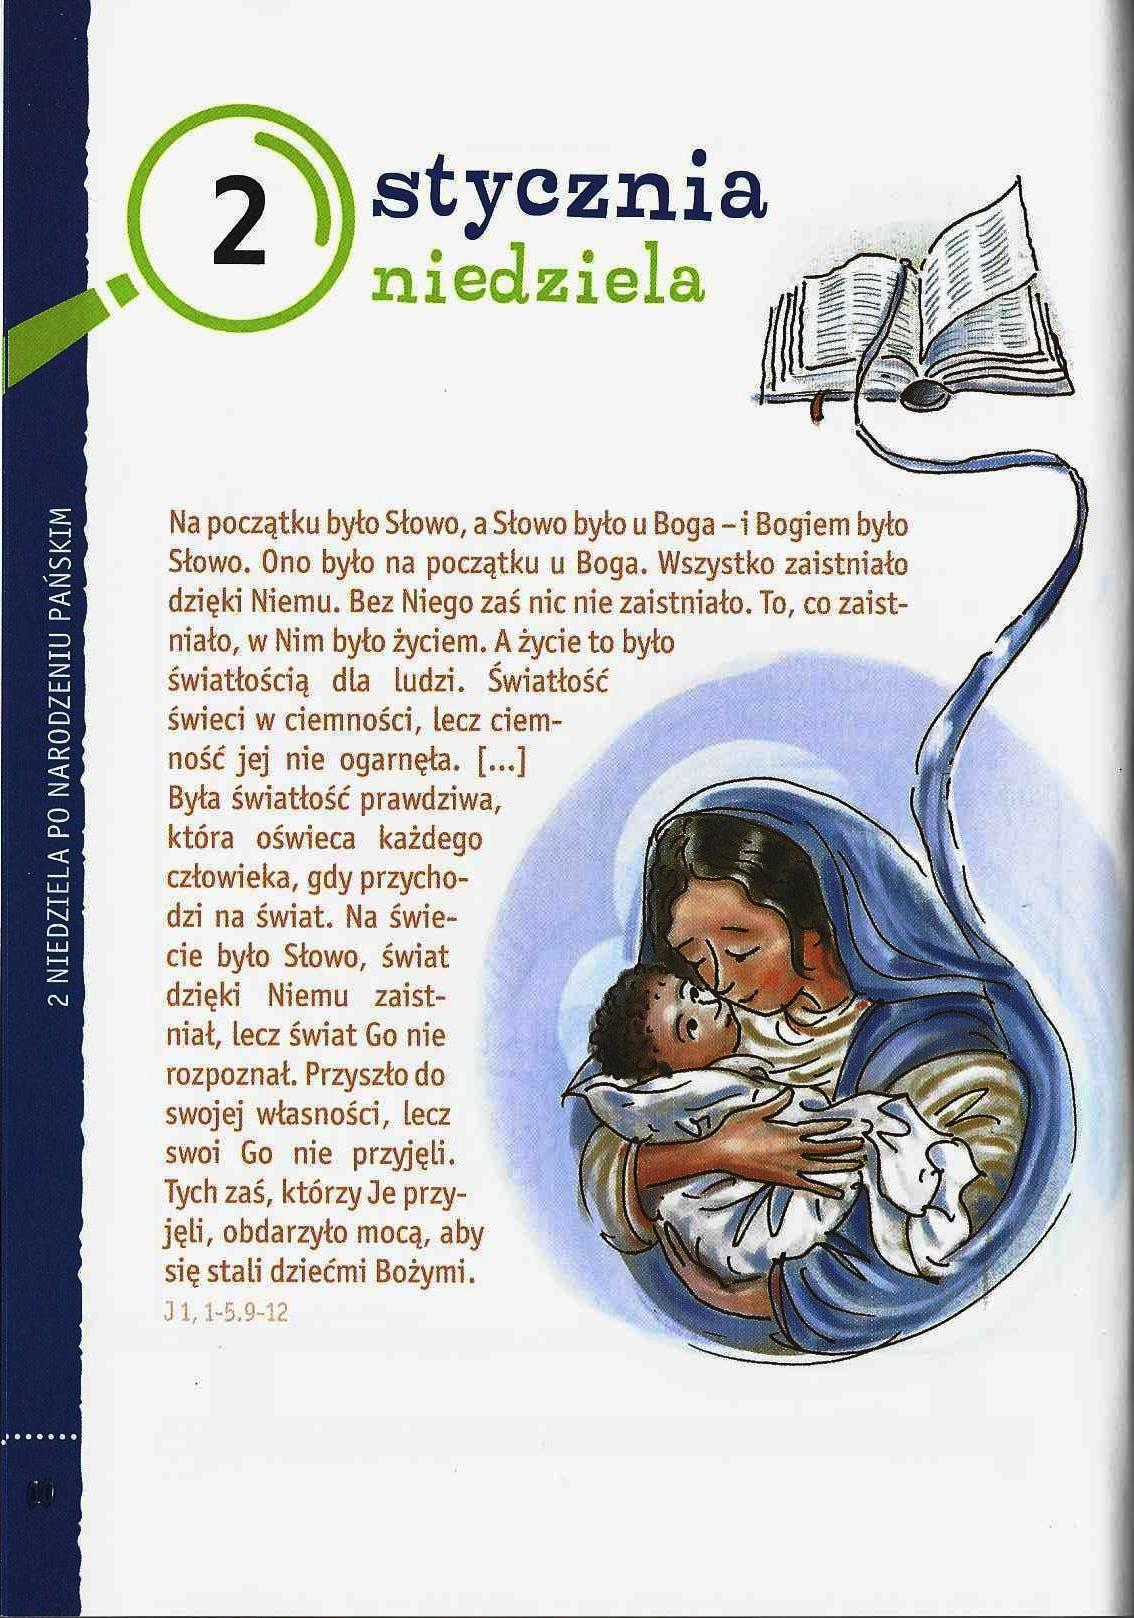 2
stycznia
niedziela
2 NIEDZIELA PO NARODZENIU PAŃSKIM
Na początku było Słowo, a Słowo było u Boga – i Bogiem było
Słowo. Ono było na początku u Boga. Wszystko zaistniało
dzięki Niemu. Bez Niego zaś nic nie zaistniało. To, co zaist-
niało, w Nim było życiem. A życie to było
światłością dla ludzi. Światłość
świeci w ciemności, lecz ciem-
ność jej nie ogarnęła. [...]
Była światłość prawdziwa,
która oświeca każdego
człowieka, gdy przycho-
dzi na świat. Na świe-
cie było Słowo, świat
dzięki Niemu zaist-
niał, lecz świat Go nie
rozpoznał. Przyszło do
swojej własności, lecz
swoi Go nie przyjęli.
Tych zaś, którzy Je przy-
jęli, obdarzyło mocą, aby
się stali dziećmi Bożymi.
J 1, 1-5.9-12